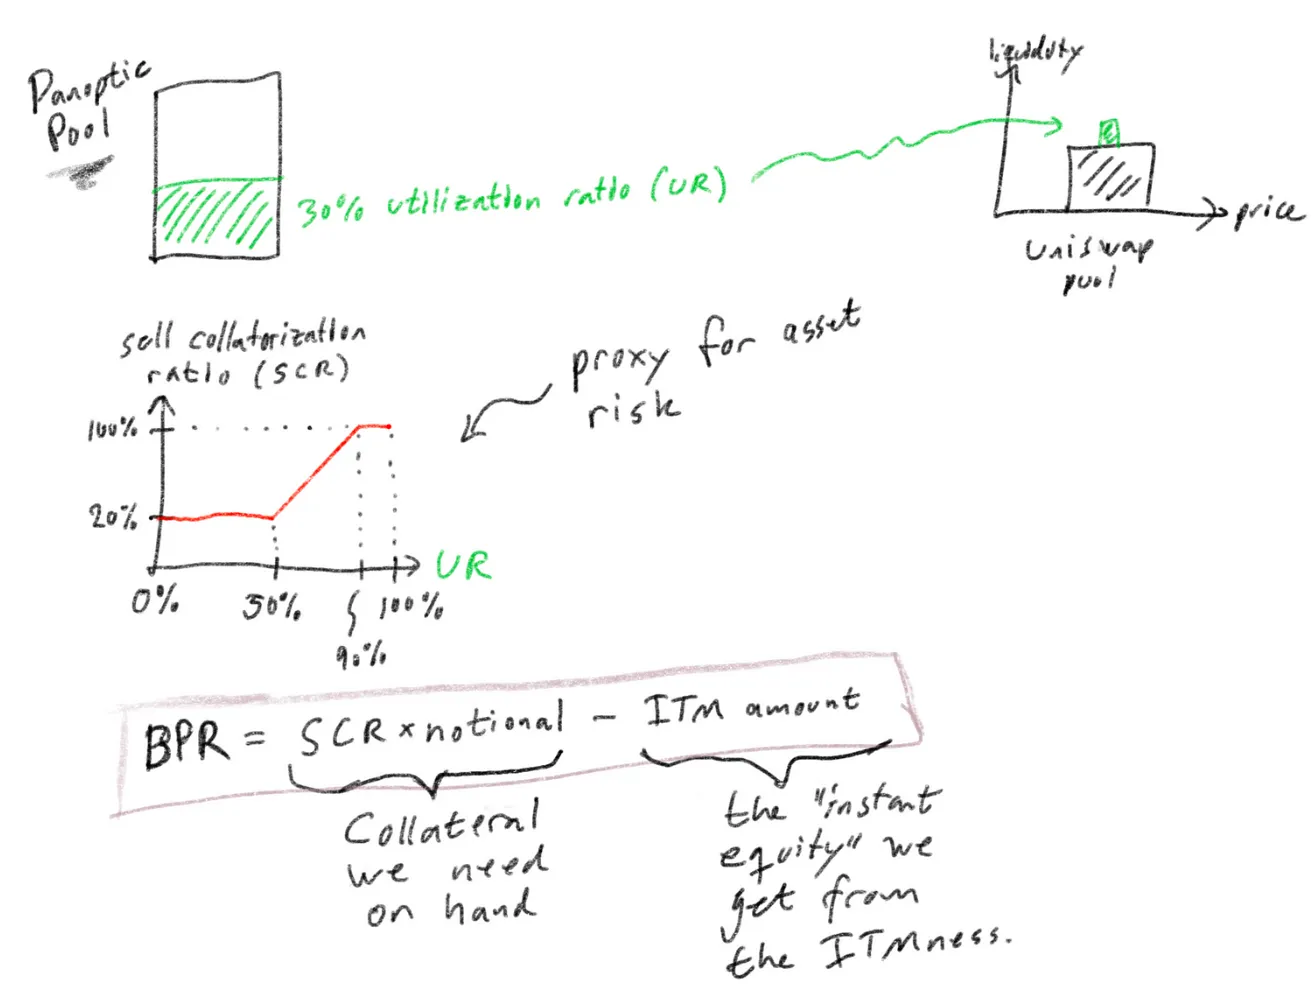 Panoptic
Pool
30% utilization ratio (UR)
liquidity
price
Uniswap
pool
sell collatorization
ratio (SCR)
100%
20%
0%
50%
90%
100%
UR
proxy for asset
risk
BPR = SCR × notional − ITM amount
Collateral
we need
on hand
the "instant
equity" we
get from
the ITMness.